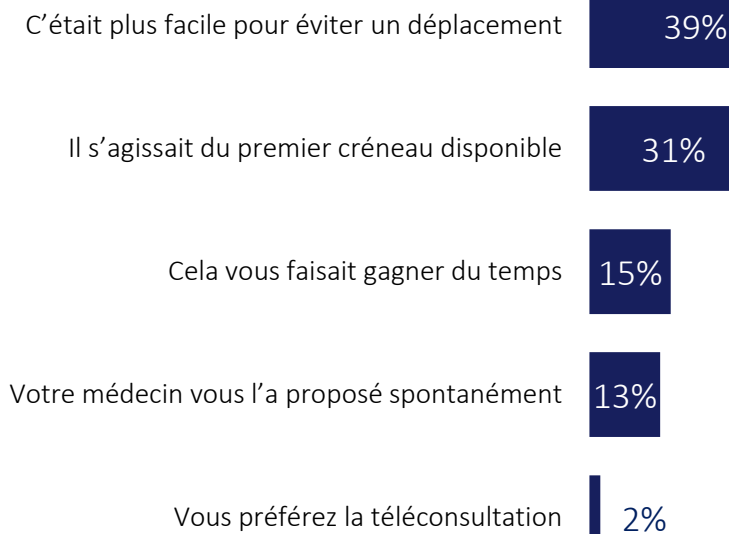 C’était plus facile pour éviter un déplacement 39%
Il s’agissait du premier créneau disponible 31%
Cela vous faisait gagner du temps 15%
Votre médecin vous l’a proposé spontanément 13%
Vous préférez la téléconsultation 2%